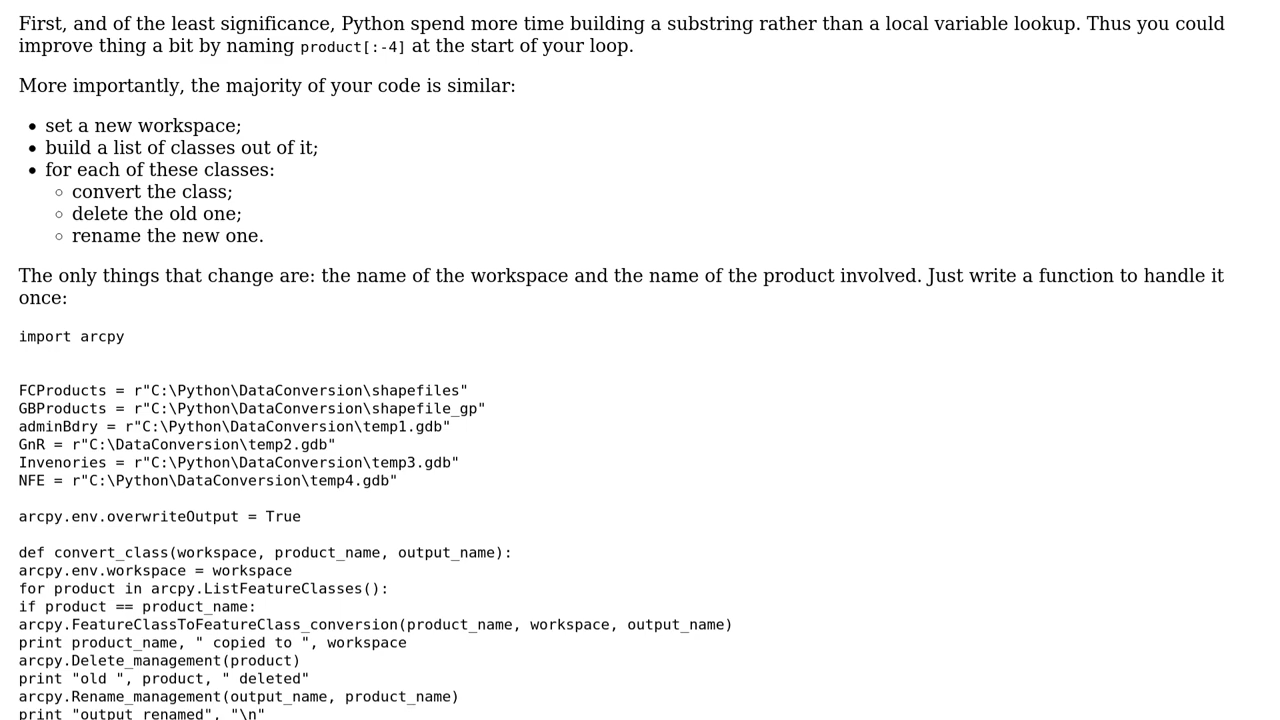 First, and of the least significance, Python spend more time building a substring rather than a local variable lookup. Thus you could
improve thing a bit by naming product[:-4] at the start of your loop.
More importantly, the majority of your code is similar:
• set a new workspace;
• build a list of classes out of it;
• for each of these classes:
◦ convert the class;
◦ delete the old one;
◦ rename the new one.
The only things that change are: the name of the workspace and the name of the product involved. Just write a function to handle it
once:
import arcpy
FCProducts = r"C:\Python\DataConversion\shapefiles"
GBProducts = r"C:\Python\DataConversion\shapefile_gp"
adminBdry = r"C:\Python\DataConversion\temp1.gdb"
GnR = r"C:\DataConversion\temp2.gdb"
Invenories = r"C:\Python\DataConversion\temp3.gdb"
NFE = r"C:\Python\DataConversion\temp4.gdb"
arcpy.env.overwriteOutput = True
def convert_class(workspace, product_name, output_name):
arcpy.env.workspace = workspace
for product in arcpy.ListFeatureClasses():
if product == product_name:
arcpy.FeatureClassToFeatureClass_conversion(product_name, workspace, output_name)
print product_name, " copied to ", workspace
arcpy.Delete_management(product)
print "old ", product, " deleted"
arcpy.Rename_management(output_name, product_name)
print "output renamed", "\n"